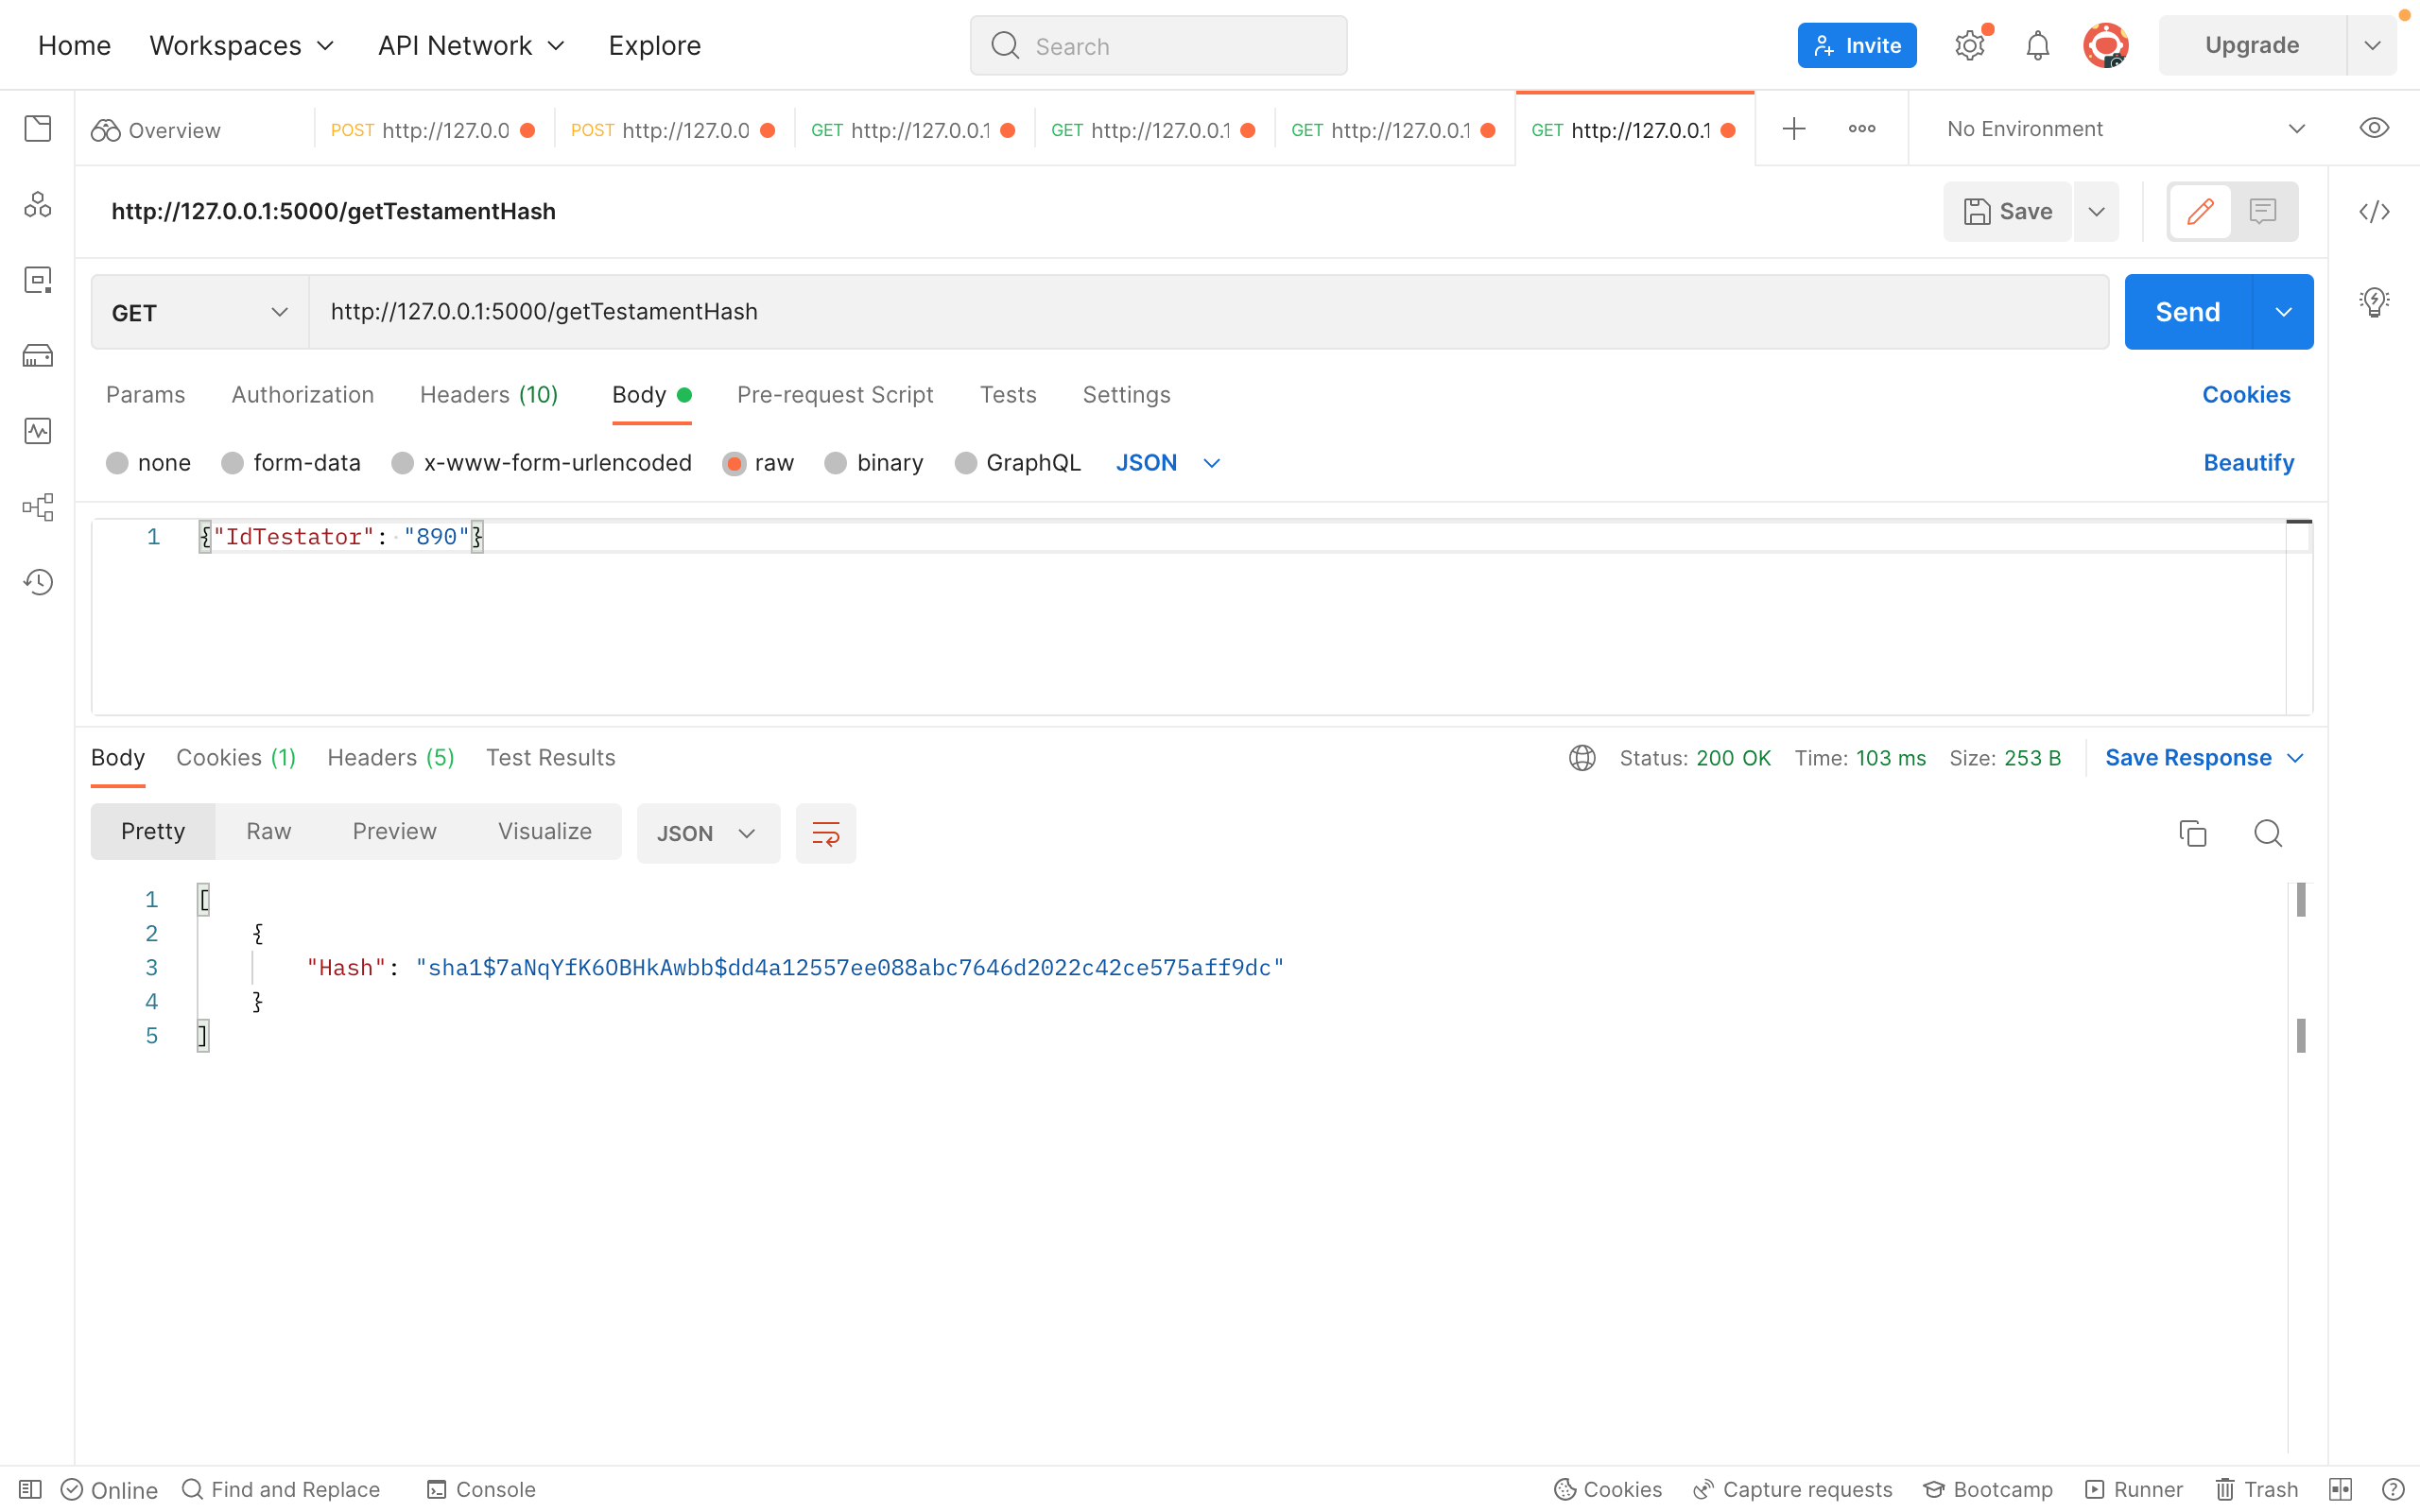 Home Workspaces API Network Explore Search Invite Upgrade
Overview POST http://127.0.0 POST http://127.0.0 GET http://127.0.0.1 GET http://127.0.0.1 GET http://127.0.0.1 GET http://127.0.0.1 No Environment
http://127.0.0.1:5000/getTestamentHash Save
GET http://127.0.0.1:5000/getTestamentHash Send
Params Authorization Headers (10) Body Pre-request Script Tests Settings Cookies
none form-data x-www-form-urlencoded raw binary GraphQL JSON Beautify
1 {"IdTestator": "890"}
Body Cookies (1) Headers (5) Test Results Status: 200 OK Time: 103 ms Size: 253 B Save Response
Pretty Raw Preview Visualize JSON
1 [
2 {
3 "Hash": "sha1$7aNqYfK6OBHkAwbb$dd4a12557ee088abc7646d2022c42ce575aff9dc"
4 }
5 ]
Online Find and Replace Console Cookies Capture requests Bootcamp Runner Trash